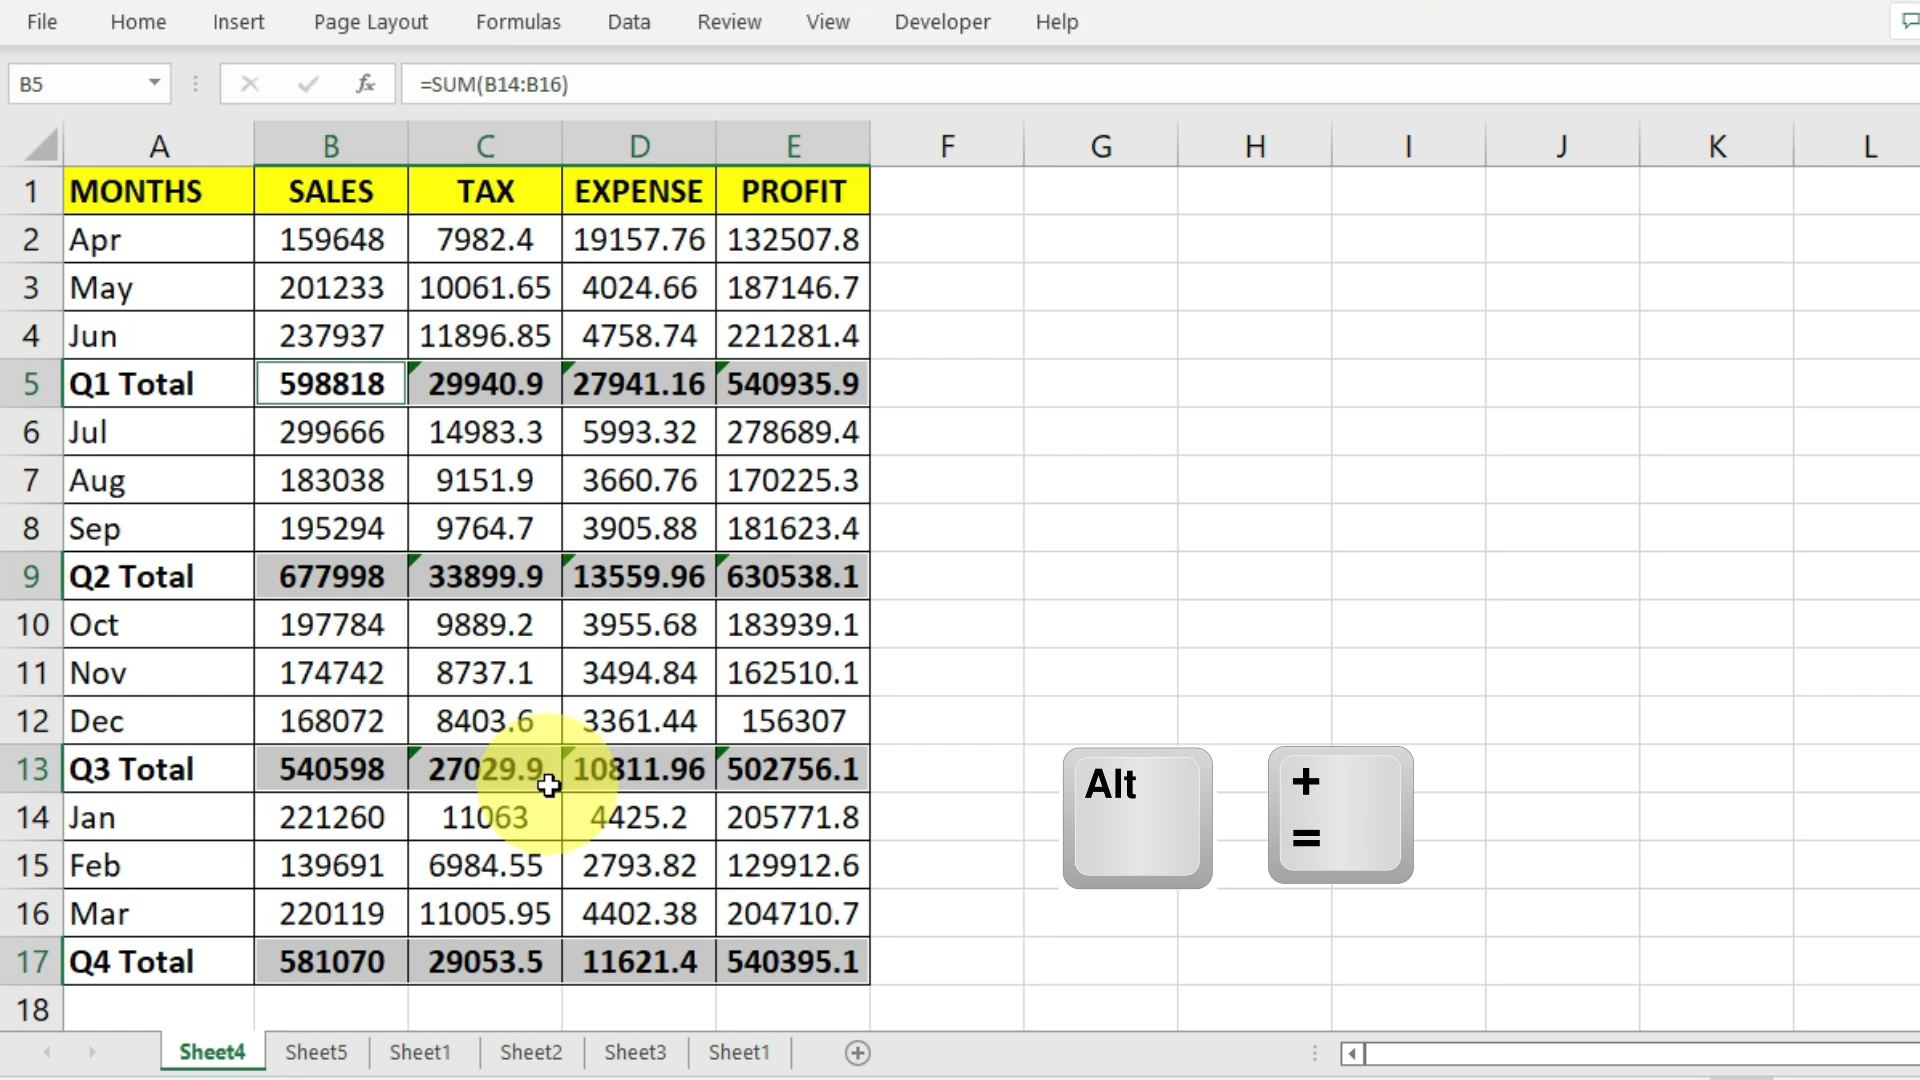 File Home Insert Page Layout Formulas Data Review View Developer Help
B5 fx =SUM(B14:B16)
A B C D E F G H I J K L
1 MONTHS SALES TAX EXPENSE PROFIT
2 Apr 159648 7982.4 19157.76 132507.8
3 May 201233 10061.65 4024.66 187146.7
4 Jun 237937 11896.85 4758.74 221281.4
5 Q1 Total 598818 29940.9 27941.16 540935.9
6 Jul 299666 14983.3 5993.32 278689.4
7 Aug 183038 9151.9 3660.76 170225.3
8 Sep 195294 9764.7 3905.88 181623.4
9 Q2 Total 677998 33899.9 13559.96 630538.1
10 Oct 197784 9889.2 3955.68 183939.1
11 Nov 174742 8737.1 3494.84 162510.1
12 Dec 168072 8403.6 3361.44 156307
13 Q3 Total 540598 27029.9 10811.96 502756.1
14 Jan 221260 11063 4425.2 205771.8
15 Feb 139691 6984.55 2793.82 129912.6
16 Mar 220119 11005.95 4402.38 204710.7
17 Q4 Total 581070 29053.5 11621.4 540395.1
18
Alt + =
Sheet4 Sheet5 Sheet1 Sheet2 Sheet3 Sheet1